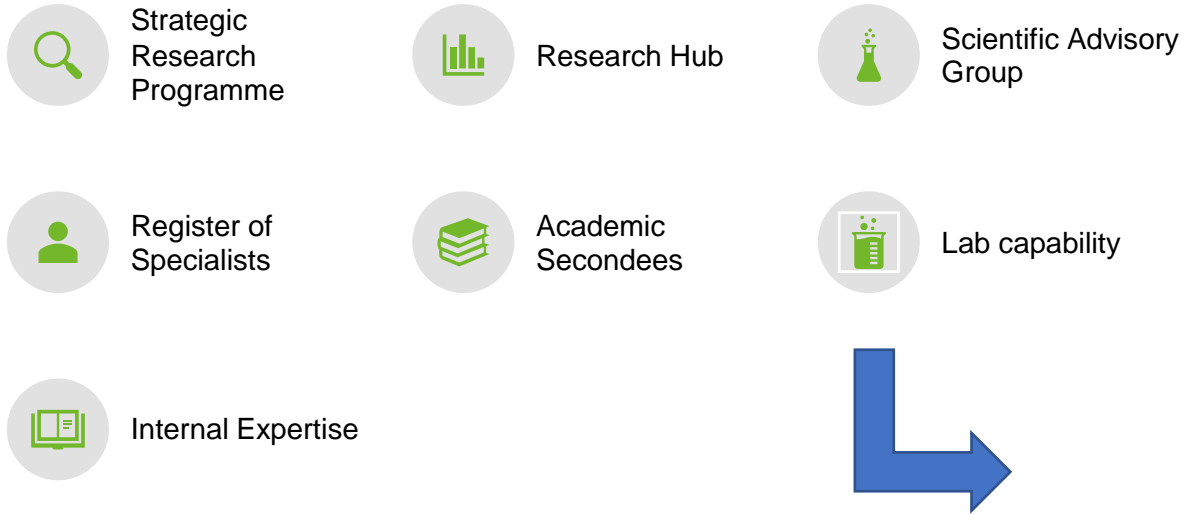 Strategic
Research
Programme
Research Hub
Scientific Advisory
Group
Register of
Specialists
Academic
Secondees
Lab capability
Internal Expertise